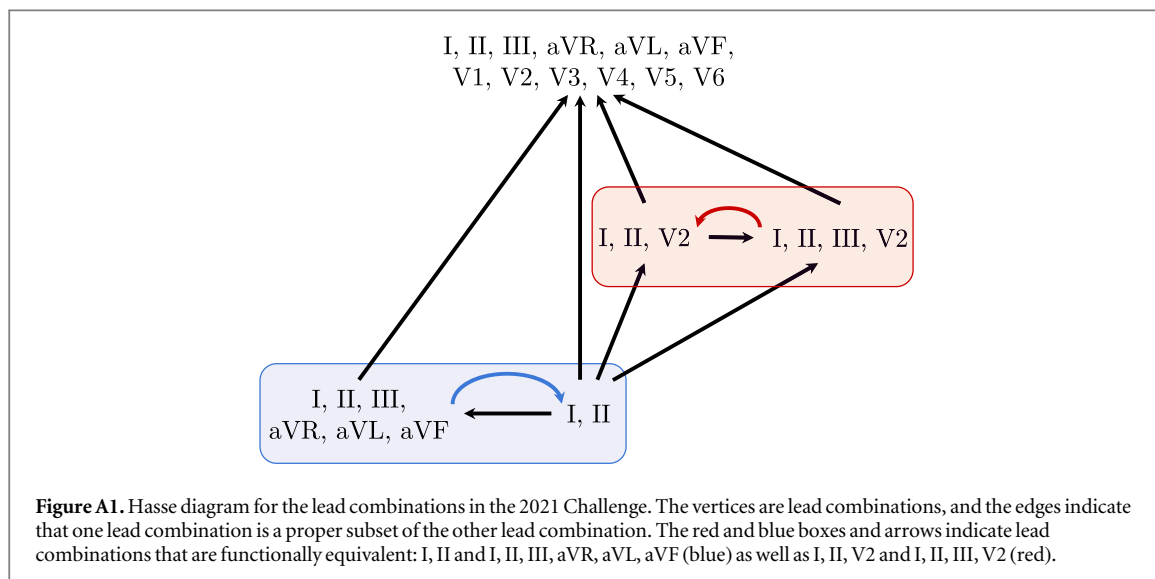 I, II, III, aVR, aVL, aVF,
V1, V2, V3, V4, V5, V6
I, II, V2
I, II, III, V2
I, II, III,
aVR, aVL, aVF
I, II
Figure A1. Hasse diagram for the lead combinations in the 2021 Challenge. The vertices are lead combinations, and the edges indicate
that one lead combination is a proper subset of the other lead combination. The red and blue boxes and arrows indicate lead
combinations that are functionally equivalent: I, II and I, II, III, aVR, aVL, aVF (blue) as well as I, II, V2 and I, II, III, V2 (red).